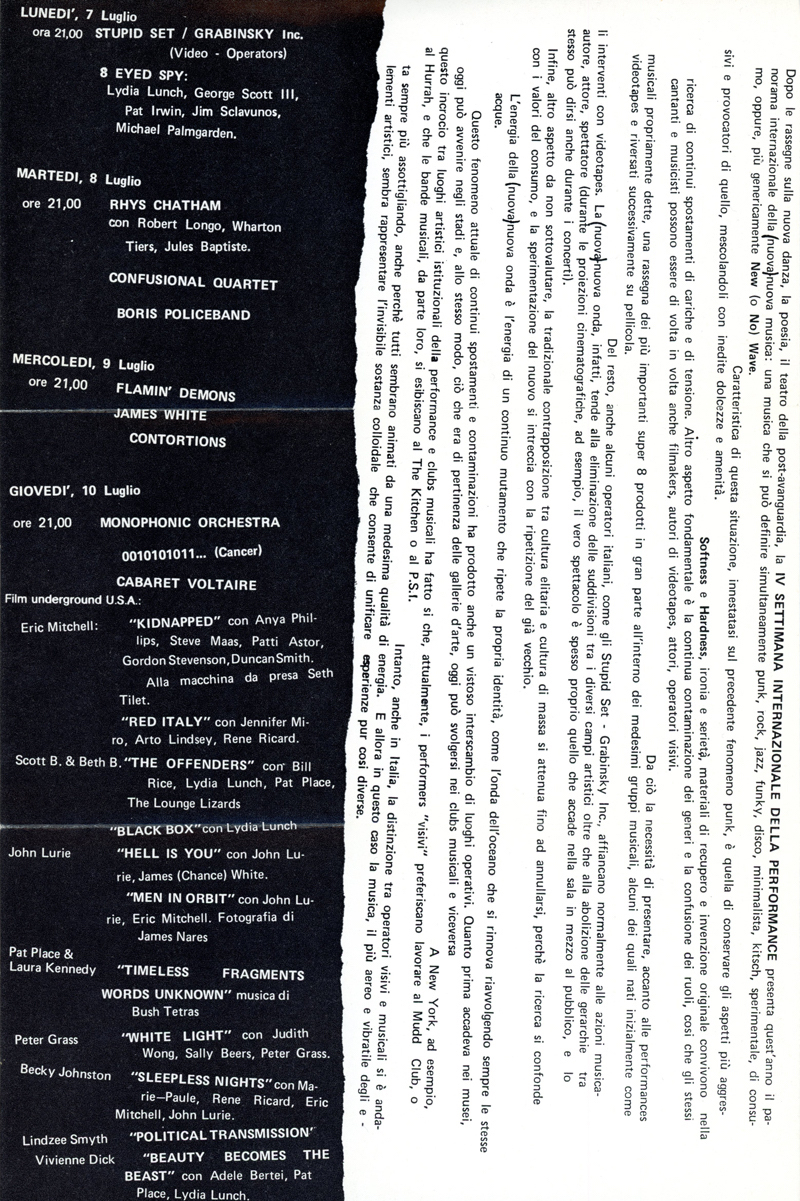 LUNEDI', 7 Luglio
ora 21,00 STUPID SET / GRABINSKY Inc.
(Video - Operators)
8 EYED SPY:
Lydia Lunch, George Scott III,
Pat Irwin, Jim Sclavunos,
Michael Palmgarden.
MARTEDI, 8 Luglio
ore 21,00 RHYS CHATHAM
con Robert Longo, Wharton
Tiers, Jules Baptiste.
CONFUSIONAL QUARTET
BORIS POLICEBAND
MERCOLEDI, 9 Luglio
ore 21,00 FLAMIN' DEMONS
JAMES WHITE
CONTORTIONS
GIOVEDI', 10 Luglio
ore 21,00 MONOPHONIC ORCHESTRA
0010101011... (Cancer)
CABARET VOLTAIRE
Film underground U.S.A.:
Eric Mitchell: "KIDNAPPED" con Anya Phil-
lips, Steve Maas, Patti Astor,
Gordon Stevenson, Duncan Smith.
Alla macchina da presa Seth
Tilet.
"RED ITALY" con Jennifer Mi-
ro, Arto Lindsey, Rene Ricard.
Scott B. & Beth B. "THE OFFENDERS" con Bill
Rice, Lydia Lunch, Pat Place,
The Lounge Lizards
"BLACK BOX" con Lydia Lunch
John Lurie "HELL IS YOU" con John Lu-
rie, James (Chance) White.
"MEN IN ORBIT" con John Lu-
rie, Eric Mitchell. Fotografia di
James Nares
Pat Place &
Laura Kennedy "TIMELESS FRAGMENTS
WORDS UNKNOWN" musica di
Bush Tetras
Peter Grass "WHITE LIGHT" con Judith
Wong, Sally Beers, Peter Grass.
Becky Johnston "SLEEPLESS NIGHTS" con Ma-
rie-Paule, Rene Ricard, Eric
Mitchell, John Lurie.
Lindzee Smyth "POLITICAL TRANSMISSION"
Vivienne Dick "BEAUTY BECOMES THE
BEAST" con Adele Bertei, Pat
Place, Lydia Lunch.
Dopo le rassegne sulla nuova danza, la poesia, il teatro della post-avanguardia, la IV SETTIMANA INTERNAZIONALE DELLA PERFORMANCE presenta quest'anno il pa-
norama internazionale della (nuova) nuova musica: una musica che si può definire simultaneamente punk, rock, jazz, funky, disco, minimalista, kitsch, sperimentale, di consu-
mo, oppure, più genericamente New (o No) Wave.
Caratteristica di questa situazione, innestatasi sul precedente fenomeno punk, è quella di conservare gli aspetti più aggres-
sivi e provocatori di quello, mescolandoli con inedite dolcezze e amenità.
Softness e Hardness, ironia e serietà, materiali di recupero e invenzione originale convivono nella
ricerca di continui spostamenti di cariche e di tensione. Altro aspetto fondamentale è la continua contaminazione dei generi e la confusione dei ruoli, cosi che gli stessi
cantanti e musicisti possono essere di volta in volta anche filmakers, autori di videotapes, attori, operatori visivi.
Da ciò la necessità di presentare, accanto alle performances
musicali propriamente dette, una rassegna dei più importanti super 8 prodotti in gran parte all'interno dei medesimi gruppi musicali, alcuni dei quali nati inizialmente come
videotapes e riversati successivamente su pellicola.
Del resto, anche alcuni operatori italiani, come gli Stupid Set - Grabinsky Inc., affiancano normalmente alle azioni musica-
li interventi con videotapes. La (nuova) nuova onda, infatti, tende alla eliminazione delle suddivisioni tra i diversi campi artistici oltre che alla abolizione delle gerarchie tra
autore, attore, spettatore (durante le proiezioni cinematografiche, ad esempio, il vero spettacolo è spesso proprio quello che accade nella sala in mezzo al pubblico, e lo
stesso può dirsi anche durante i concerti).
Infine, altro aspetto da non sottovalutare, la tradizionale contrapposizione tra cultura elitaria e cultura di massa si attenua fino ad annullarsi, perchè la ricerca si confonde
con i valori del consumo, e la sperimentazione del nuovo si intreccia con la ripetizione del già vecchio.
L'energia della (nuova) nuova onda è l'energia di un continuo mutamento che ripete la propria identità, come l'onda dell'oceano che si rinnova riavvolgendo sempre le stesse
acque.
Questo fenomeno attuale di continui spostamenti e contaminazioni ha prodotto anche un vistoso interscambio di luoghi operativi. Quanto prima accadeva nei musei,
oggi può avvenire negli stadi e, allo stesso modo, ciò che era di pertinenza delle gallerie d'arte, oggi può svolgersi nei clubs musicali e viceversa
A New York, ad esempio,
questo incrocio tra luoghi artistici istituzionali della performance e clubs musicali ha fatto si che, attualmente, i performers "visivi" preferiscano lavorare al Mudd Club, o
al Hurrah, e che le bande musicali, da parte loro, si esibiscano al The Kitchen o al P.S.1.
Intanto, anche in Italia, la distinzione tra operatori visivi e musicali si è anda-
ta sempre più assottigliando, anche perchè tutti sembrano animati da una medesima qualità di energia. E allora in questo caso la musica, il più aereo e vibratile degli e -
lementi artistici, sembra rappresentare l'invisibile sostanza colloidale che consente di unificare esperienze pur cosi diverse.